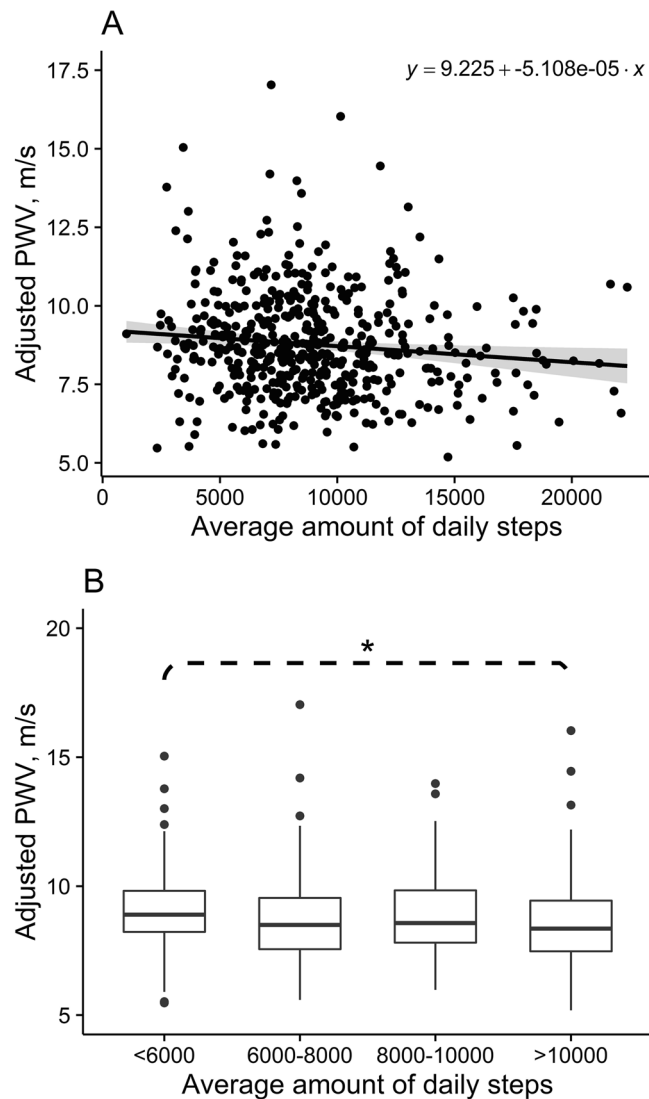 A
y = 9.225 + -5.108e-05 · x
Adjusted PWV, m/s
17.5
15.0
12.5
10.0
7.5
5.0
0 5000 10000 15000 20000
Average amount of daily steps
B
*
Adjusted PWV, m/s
20
15
10
5
<6000 6000-8000 8000-10000 >10000
Average amount of daily steps